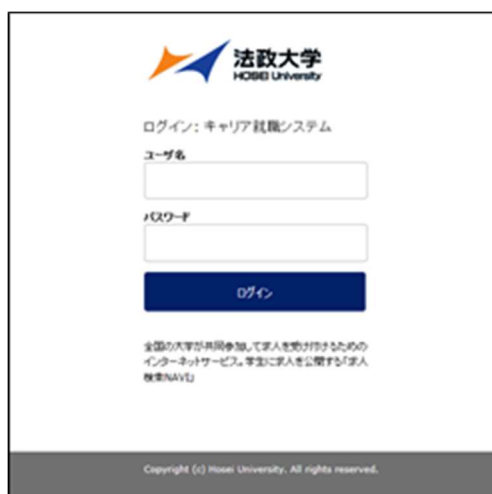 法政大学
HOSEI University
ログイン: キャリア就職システム
ユーザ名
パスワード
ログイン
全国の大学が共同参加して求人を受け付けるための
インターネットサービス。学生に求人を公開する「求人
検索NAVI」
Copyright (c) Hosei University. All rights reserved.